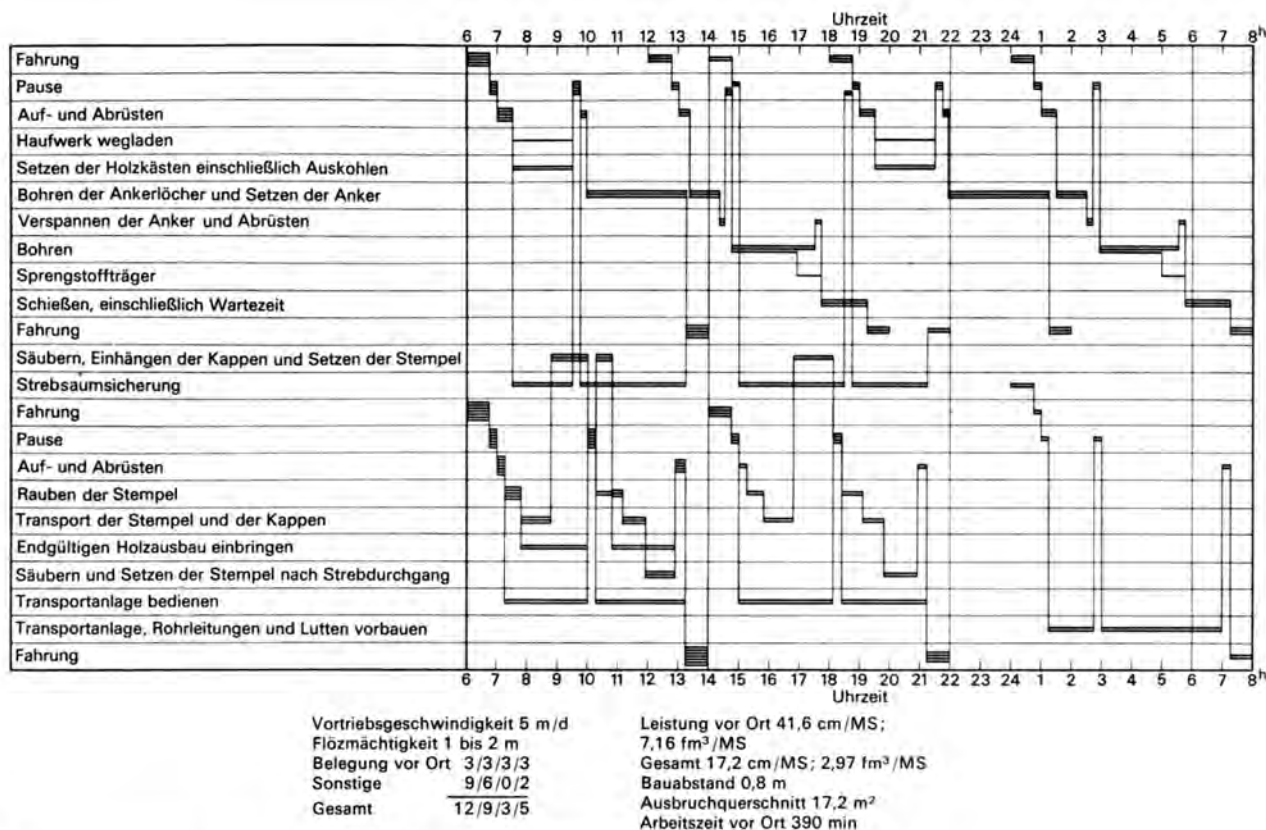 Uhrzeit
6 7 8 9 10 11 12 13 14 15 16 17 18 19 20 21 22 23 24 1 2 3 4 5 6 7 8h
Fahrung
Pause
Auf- und Abrüsten
Haufwerk wegladen
Setzen der Holzkästen einschließlich Auskohlen
Bohren der Ankerlöcher und Setzen der Anker
Verspannen der Anker und Abrüsten
Bohren
Sprengstoffträger
Schießen, einschließlich Wartezeit
Fahrung
Säubern, Einhängen der Kappen und Setzen der Stempel
Strebsaumsicherung
Fahrung
Pause
Auf- und Abrüsten
Rauben der Stempel
Transport der Stempel und der Kappen
Endgültigen Holzausbau einbringen
Säubern und Setzen der Stempel nach Strebdurchgang
Transportanlage bedienen
Transportanlage, Rohrleitungen und Lutten vorbauen
Fahrung
6 7 8 9 10 11 12 13 14 15 16 17 18 19 20 21 22 23 24 1 2 3 4 5 6 7 8h
Uhrzeit
Vortriebsgeschwindigkeit 5 m/d
Flözmächtigkeit 1 bis 2 m
Belegung vor Ort 3/3/3/3
Sonstige 9/6/0/2
Gesamt 12/9/3/5
Leistung vor Ort 41,6 cm/MS;
7,16 fm³/MS
Gesamt 17,2 cm/MS; 2,97 fm³/MS
Bauabstand 0,8 m
Ausbruchquerschnitt 17,2 m²
Arbeitszeit vor Ort 390 min